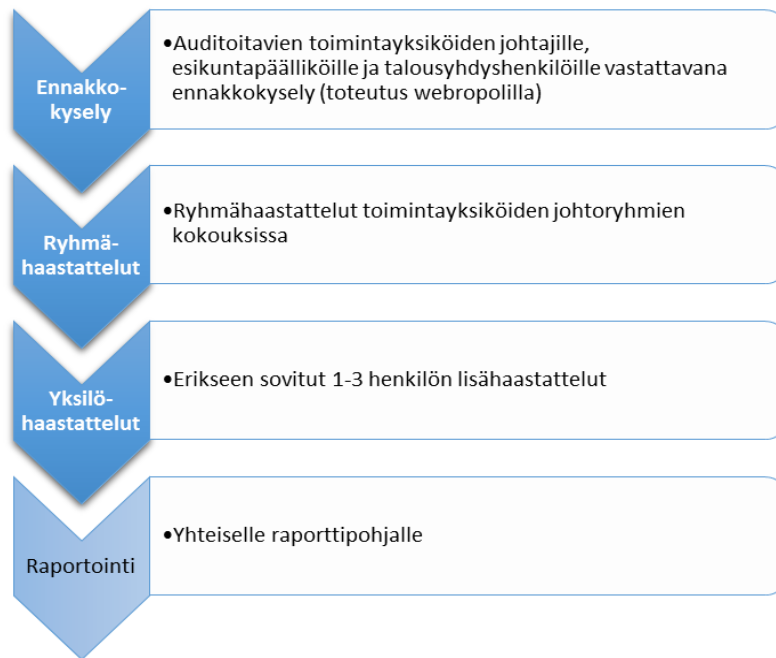 Ennakko-
kysely
•Auditoitavien toimintayksiköiden johtajille,
esikuntapäälliköille ja talousyhdyshenkilöille vastattavana
ennakkokysely (toteutus webropolilla)
Ryhmä-
haastattelut
•Ryhmähaastattelut toimintayksiköiden johtoryhmien
kokouksissa
Yksilö-
haastattelut
•Erikseen sovitut 1-3 henkilön lisähaastattelut
Raportointi
•Yhteiselle raporttipohjalle